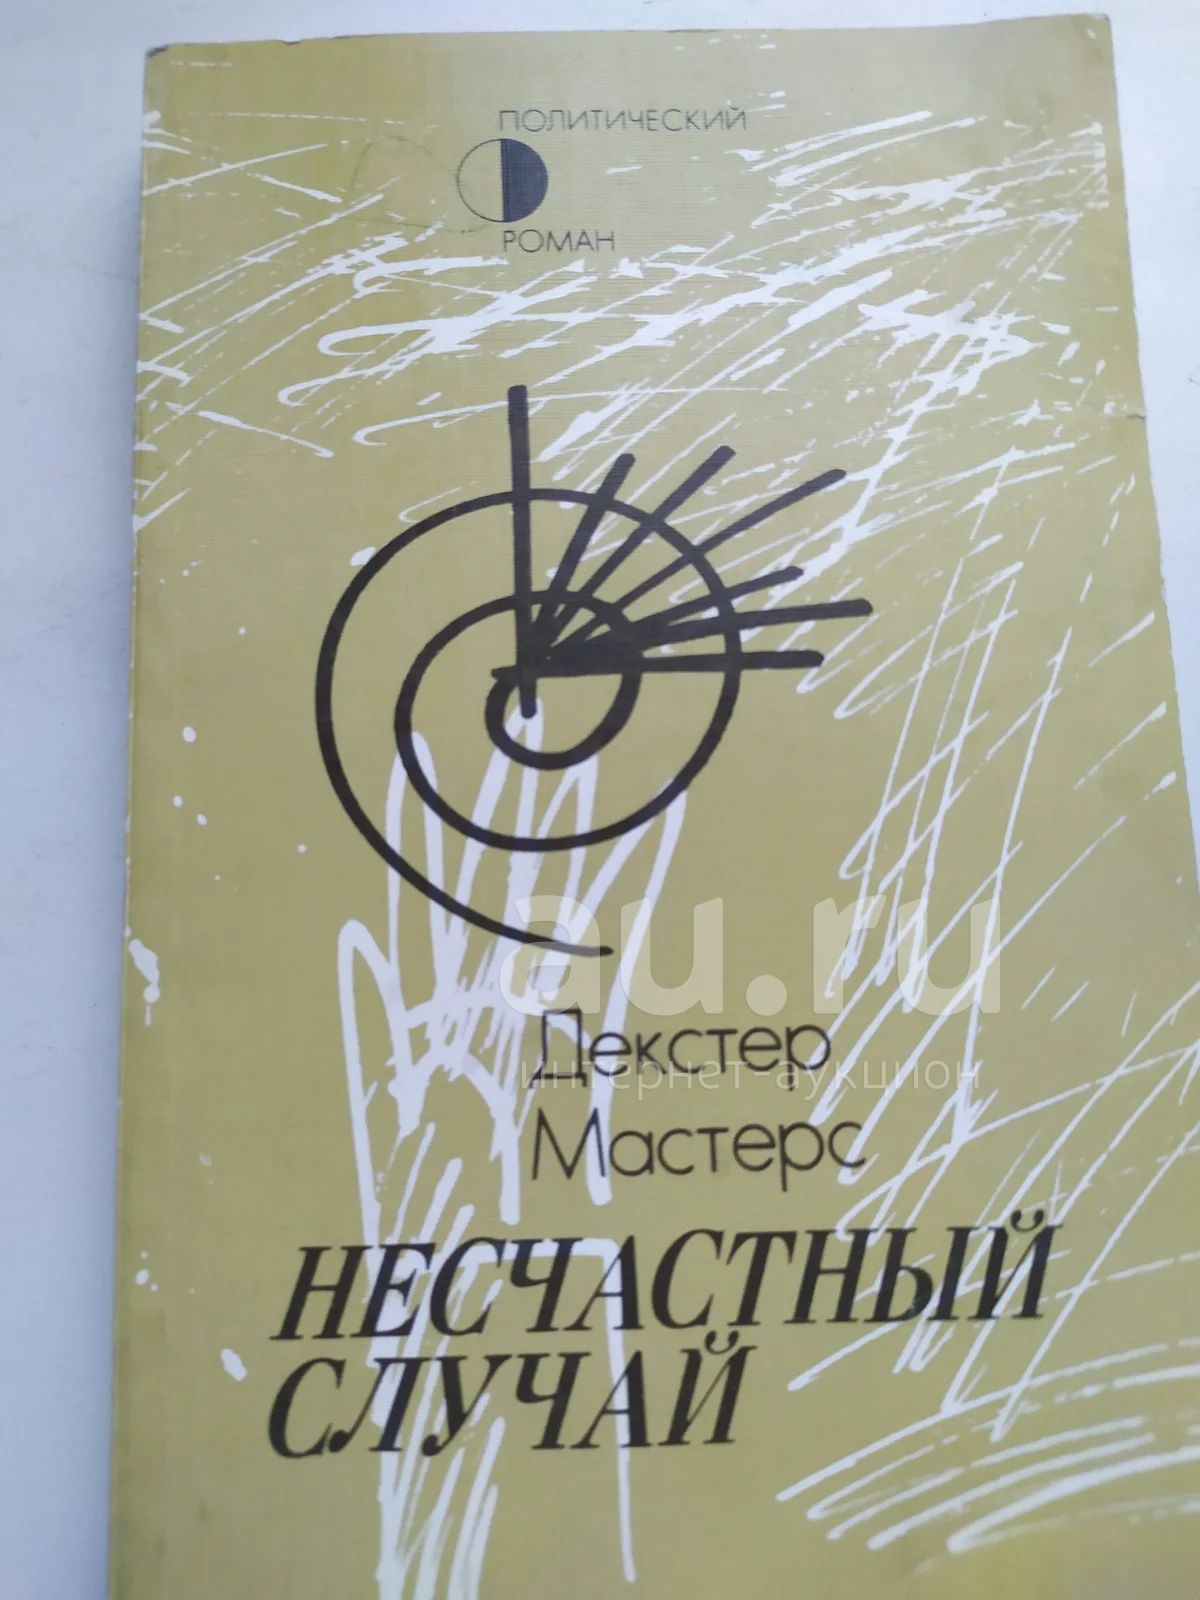 ПОЛИТИЧЕСКИЙ
РОМАН
au.ru
интернет-аукцион
Декстер
Мастерс
НЕСЧАСТНЫЙ
СЛУЧАЙ